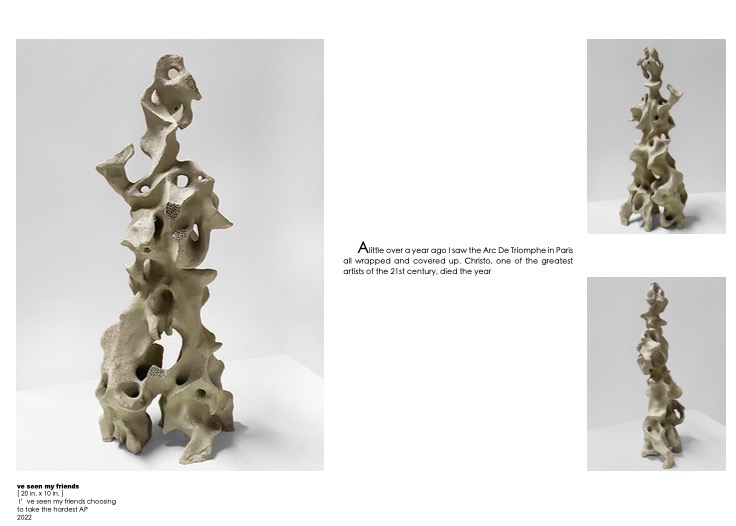 A little over a year ago I saw the Arc De Triomphe in Paris
all wrapped and covered up. Christo, one of the greatest
artists of the 21st century, died the year
ve seen my friends
[ 20 in. x 10 in. ]
I' ve seen my friends choosing
to take the hardest AP
2022